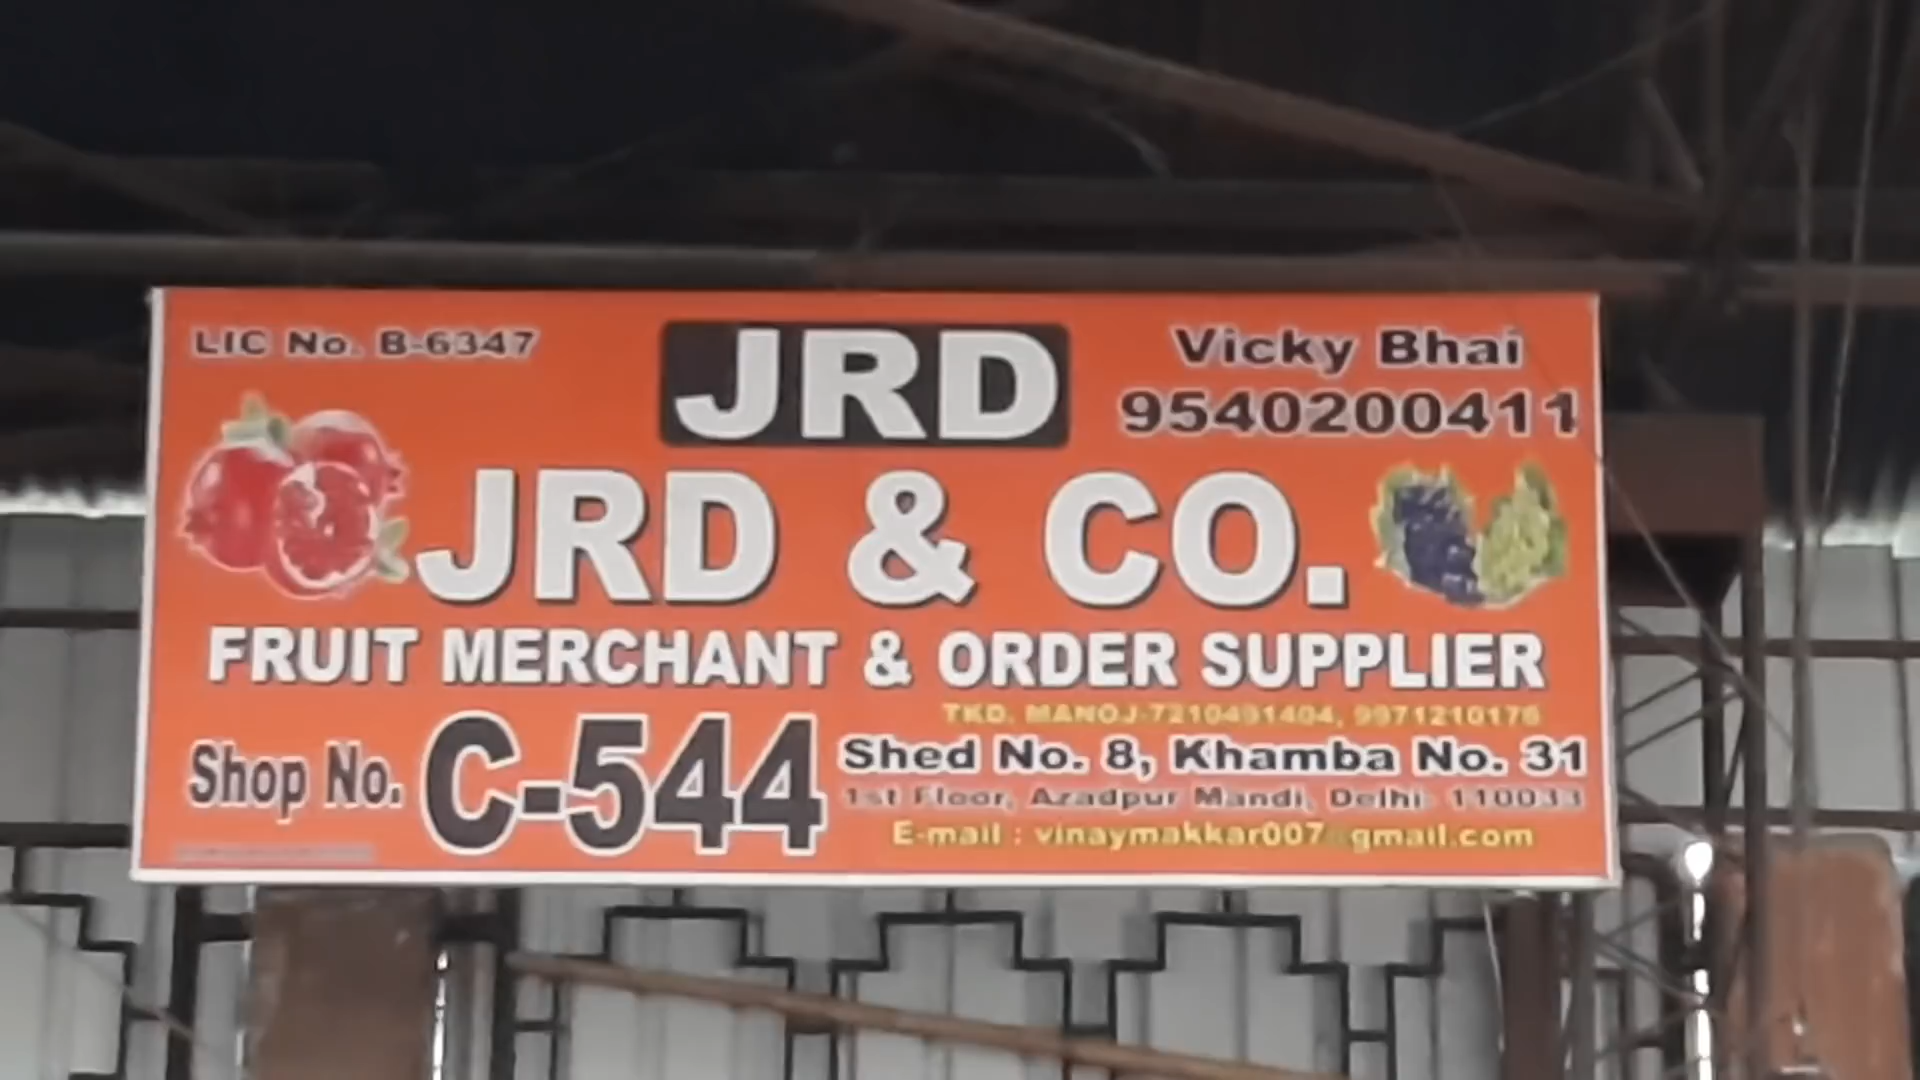 LIC No. B-6347
JRD
Vicky Bhai
9540200411
JRD & CO.
FRUIT MERCHANT & ORDER SUPPLIER
TKD. MANOJ-7210491404, 9971210176
Shop No. C-544
Shed No. 8, Khamba No. 31
1st Floor, Azadpur Mandi, Delhi- 110033
E-mail : vinaymakkar007@gmail.com